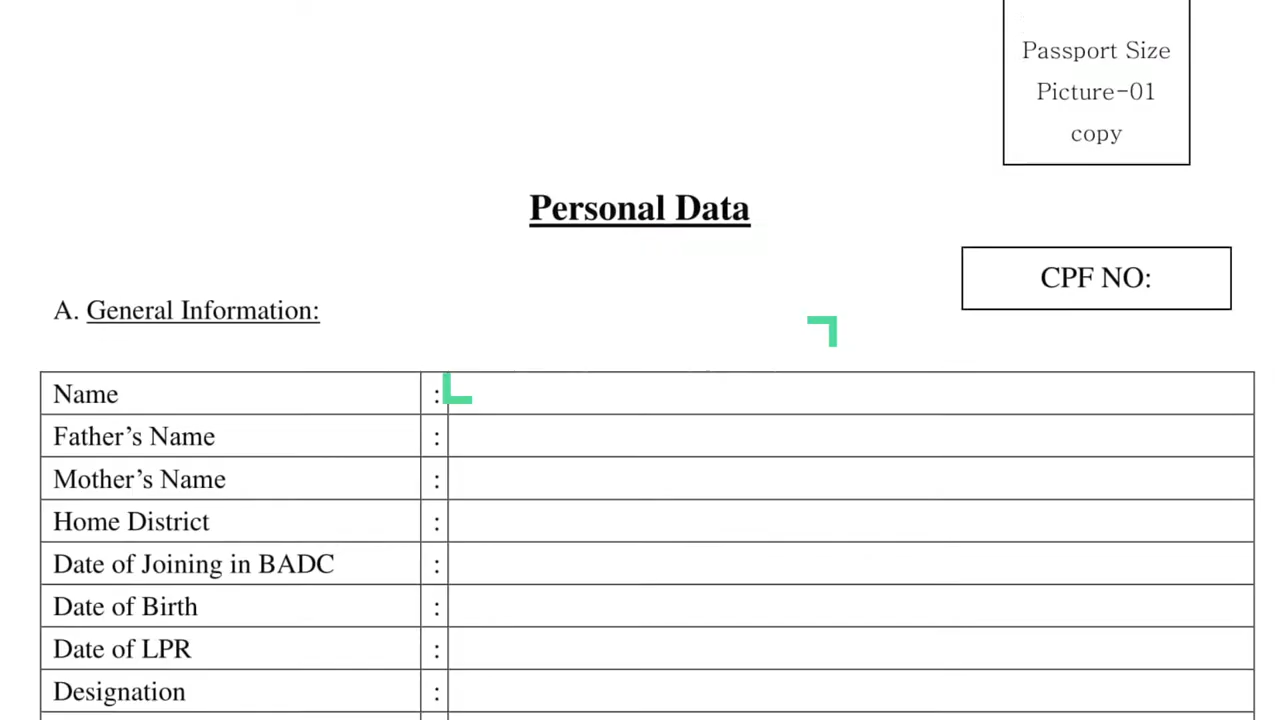 Passport Size
Picture-01
copy
Personal Data
CPF NO:
A. General Information:
Name :
Father’s Name :
Mother’s Name :
Home District :
Date of Joining in BADC :
Date of Birth :
Date of LPR :
Designation :